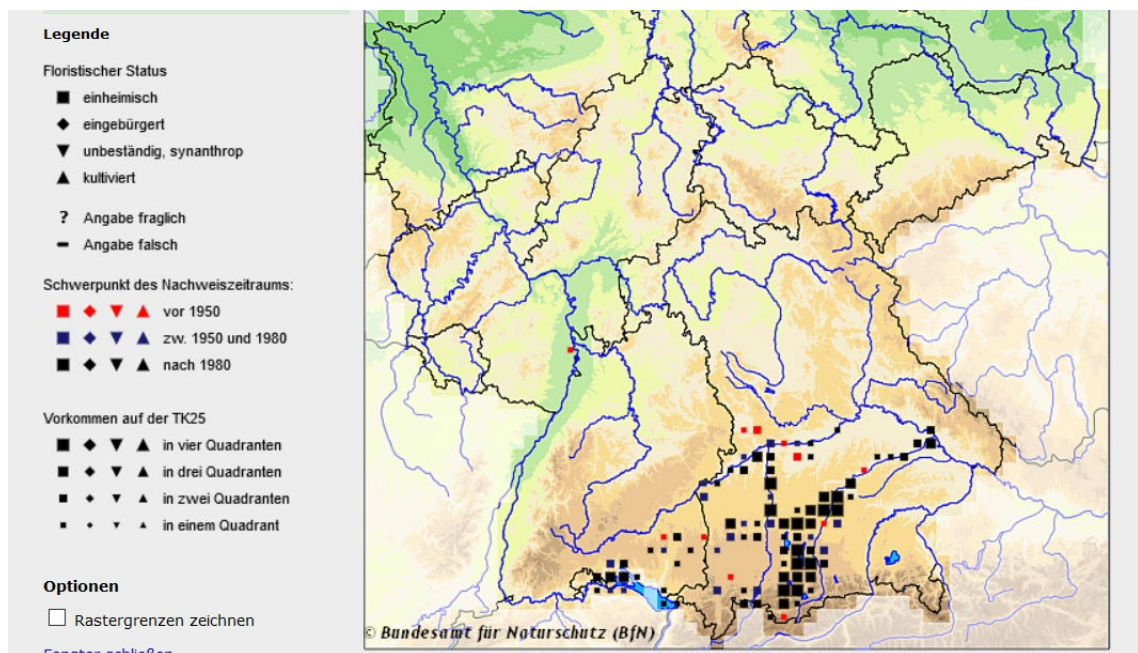 Legende
Floristischer Status
einheimisch
eingebürgert
unbeständig, synanthrop
kultiviert
? Angabe fraglich
Angabe falsch
Schwerpunkt des Nachweiszeitraums:
vor 1950
zw. 1950 und 1980
nach 1980
Vorkommen auf der TK25
in vier Quadranten
in drei Quadranten
in zwei Quadranten
in einem Quadrant
Optionen
Rastergrenzen zeichnen
Fenster schließen
© Bundesamt für Naturschutz (BfN)